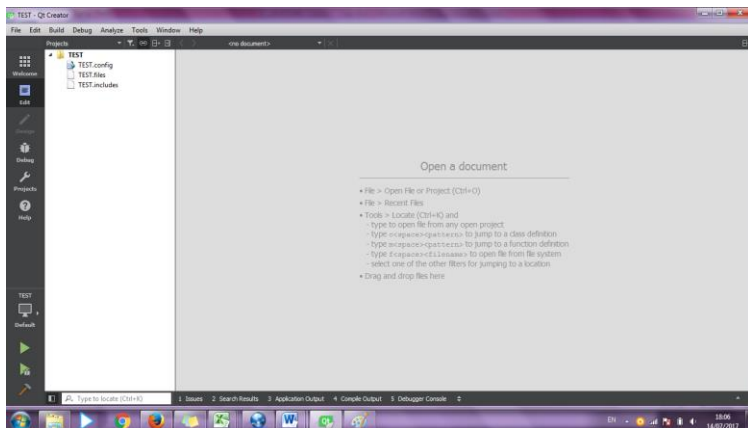 TEST - Qt Creator
File Edit Build Debug Analyze Tools Window Help
Projects
<no document>
Welcome
Edit
Design
Debug
Projects
Help
TEST
TEST.config
TEST.files
TEST.includes
Open a document
• File > Open File or Project (Ctrl+O)
• File > Recent Files
• Tools > Locate (Ctrl+K) and
- type to open file from any open project
- type c<space><pattern> to jump to a class definition
- type m<space><pattern> to jump to a function definition
- type f<space><filename> to open file from file system
- select one of the other filters for jumping to a location
• Drag and drop files here
TEST
Default
Type to locate (Ctrl+K)
1 Issues 2 Search Results 3 Application Output 4 Compile Output 5 Debugger Console
EN
18:06
14/07/2017